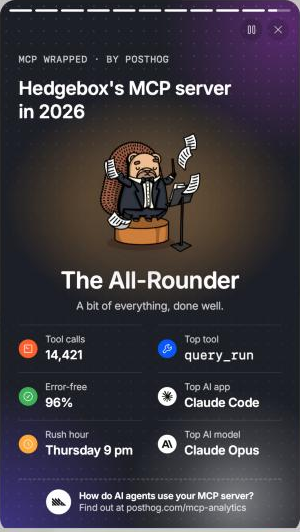 MCP WRAPPED · BY POSTHOG
Hedgebox's MCP server
in 2026
The All-Rounder
A bit of everything, done well.
Tool calls
14,421
Top tool
query_run
Error-free
96%
Top AI app
Claude Code
Rush hour
Thursday 9 pm
Top AI model
Claude Opus
How do AI agents use your MCP server?
Find out at posthog.com/mcp-analytics